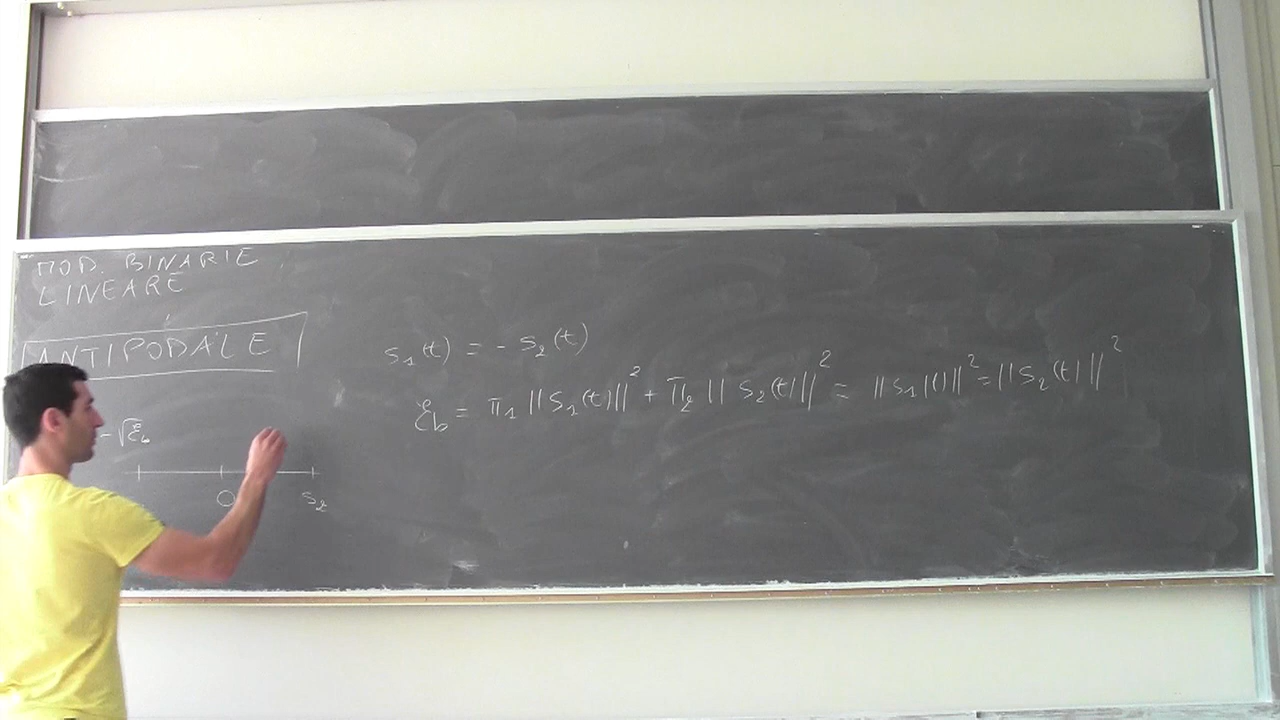 MOD. BINARIE
LINEARE
ANTIPODALE
s₁(t) = - s₂(t)
ℰb = π₁ ||s₁(t)||² + π₂ || s₂(t)||² = ||s₁()||² = ||s₂(t)||²
-√ℰb
0 s₂